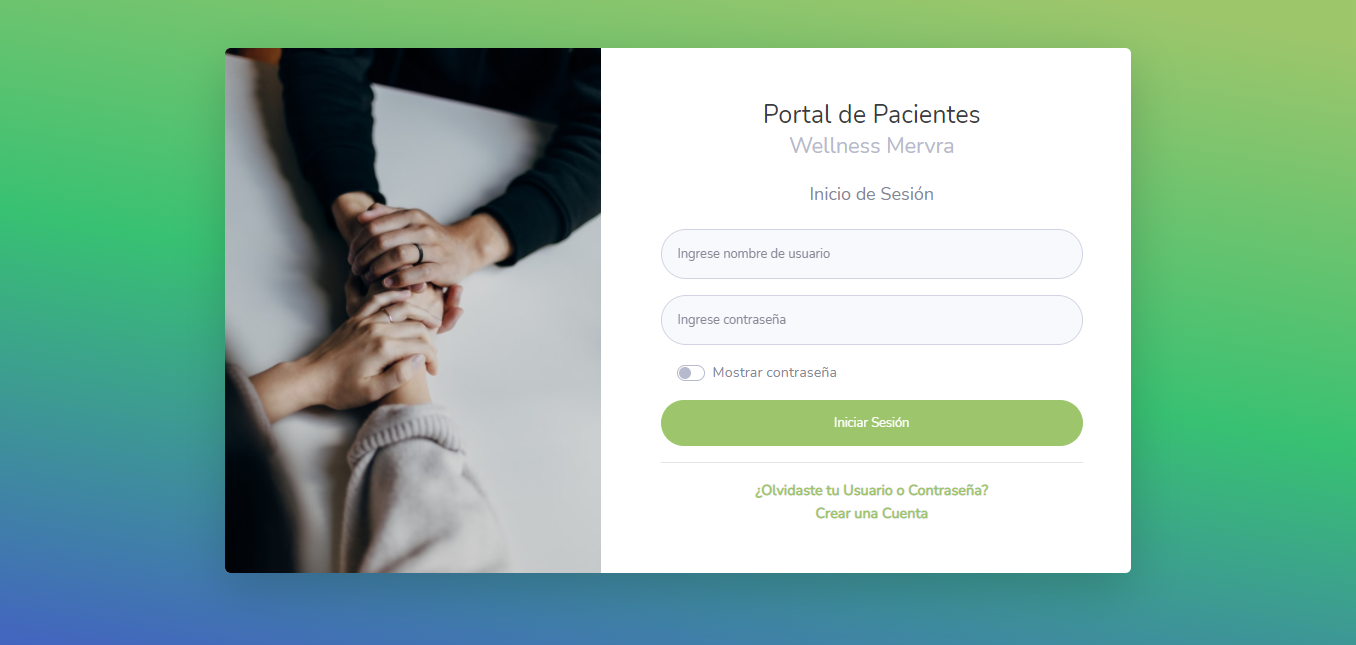 Portal de Pacientes
Wellness Mervra
Inicio de Sesión
Ingrese nombre de usuario
Ingrese contraseña
Mostrar contraseña
Iniciar Sesión
¿Olvidaste tu Usuario o Contraseña?
Crear una Cuenta